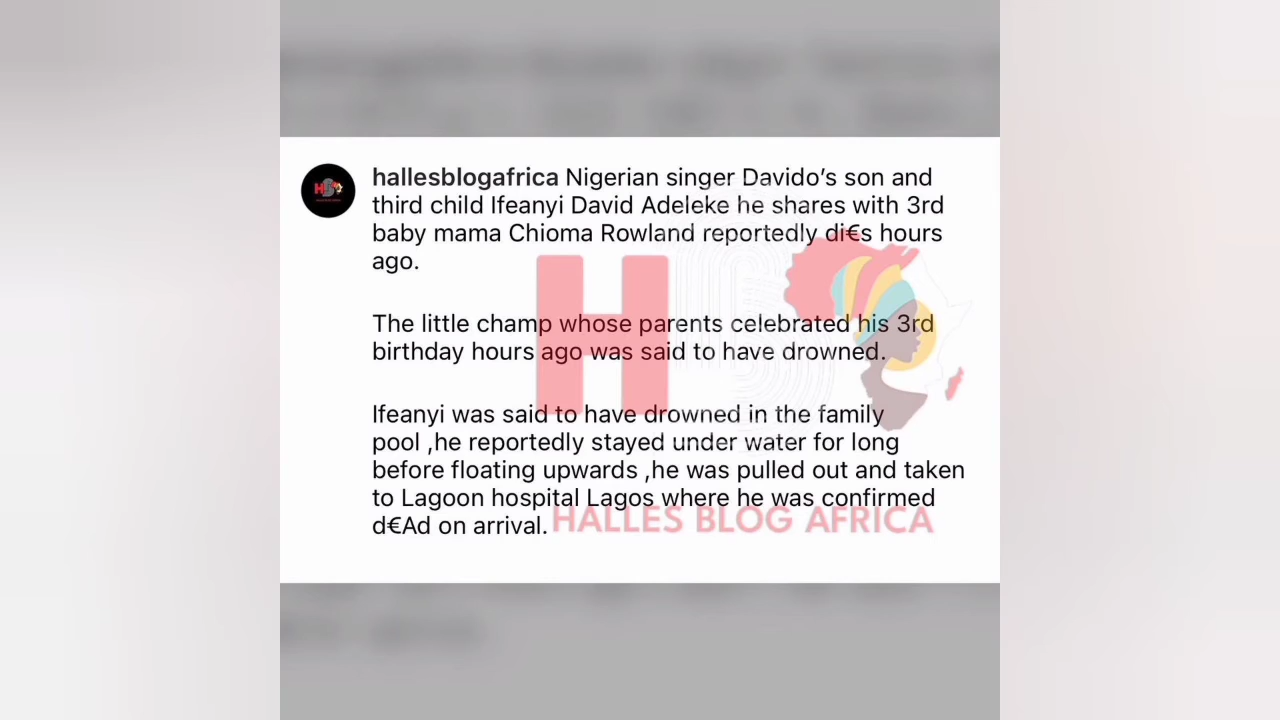 hallesblogafrica Nigerian singer Davido's son and
third child Ifeanyi David Adeleke he shares with 3rd
baby mama Chioma Rowland reportedly di€s hours
ago.
The little champ whose parents celebrated his 3rd
birthday hours ago was said to have drowned.
Ifeanyi was said to have drowned in the family
pool ,he reportedly stayed under water for long
before floating upwards ,he was pulled out and taken
to Lagoon hospital Lagos where he was confirmed
d€Ad on arrival.
HB
HALLES BLOG AFRICA